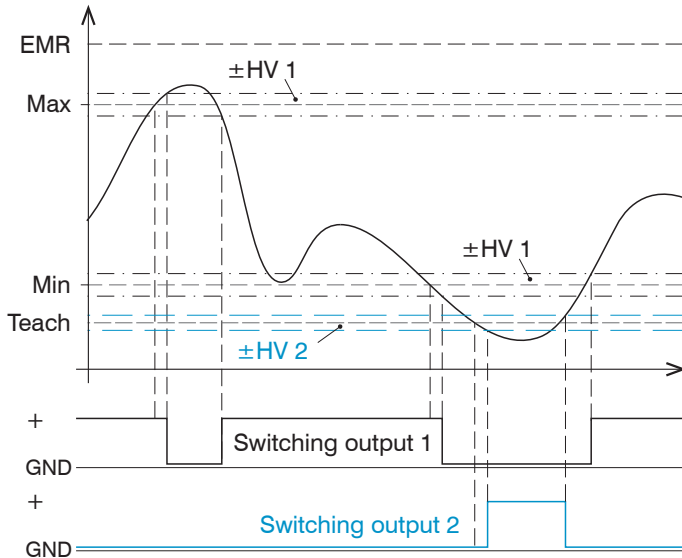 EMR
±HV 1
Max
±HV 1
Min
Teach
±HV 2
+
Switching output 1
GND
+
Switching output 2
GND